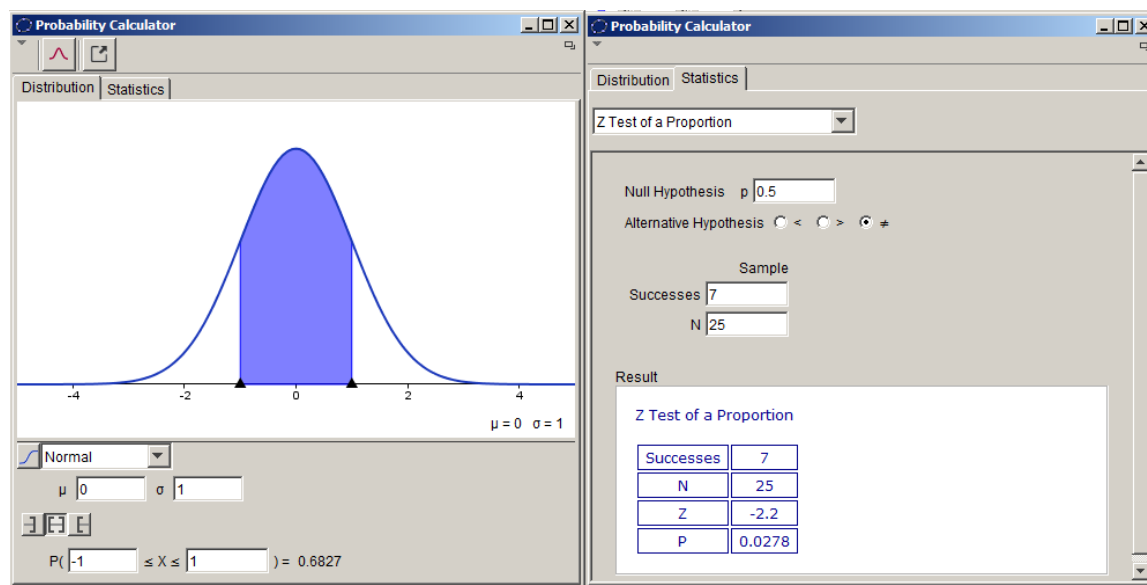 Probability Calculator
Distribution Statistics
-4 -2 0 2 4
μ = 0 σ = 1
Normal
μ 0 σ 1
P( -1 ≤ X ≤ 1 ) = 0.6827
Probability Calculator
Distribution Statistics
Z Test of a Proportion
Null Hypothesis p 0.5
Alternative Hypothesis < > ≠
Sample
Successes 7
N 25
Result
Z Test of a Proportion
Successes 7
N 25
Z -2.2
P 0.0278